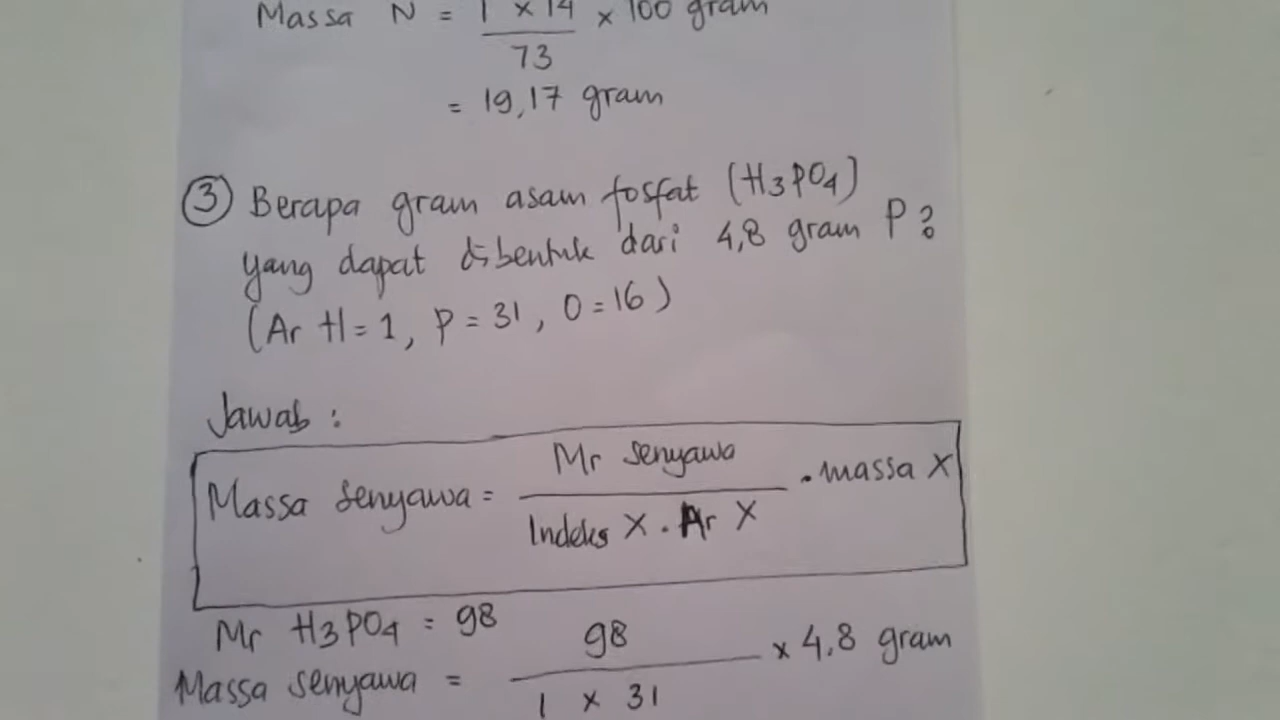 Massa N = 1 x 14 x 100 gram
73
= 19,17 gram
3 Berapa gram asam fosfat (H3PO4)
yang dapat dibentuk dari 4,8 gram P?
(Ar H = 1, P = 31, O = 16)
Jawab :
Massa senyawa = Mr senyawa . massa X
Indeks X . Ar X
Mr H3PO4 = 98
Massa senyawa = 98 x 4,8 gram
1 x 31